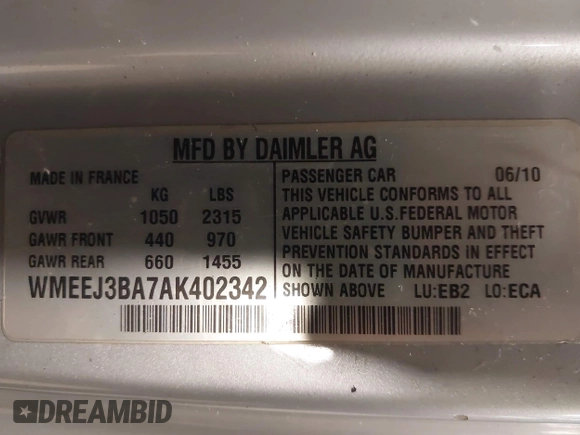 MFD BY DAIMLER AG
MADE IN FRANCE
KG LBS
GVWR 1050 2315
GAWR FRONT 440 970
GAWR REAR 660 1455
WMEEJ3BA7AK402342
PASSENGER CAR 06/10
THIS VEHICLE CONFORMS TO ALL
APPLICABLE U.S.FEDERAL MOTOR
VEHICLE SAFETY BUMPER AND THEFT
PREVENTION STANDARDS IN EFFECT
ON THE DATE OF MANUFACTURE
SHOWN ABOVE LU:EB2 LO:ECA
DREAMBID